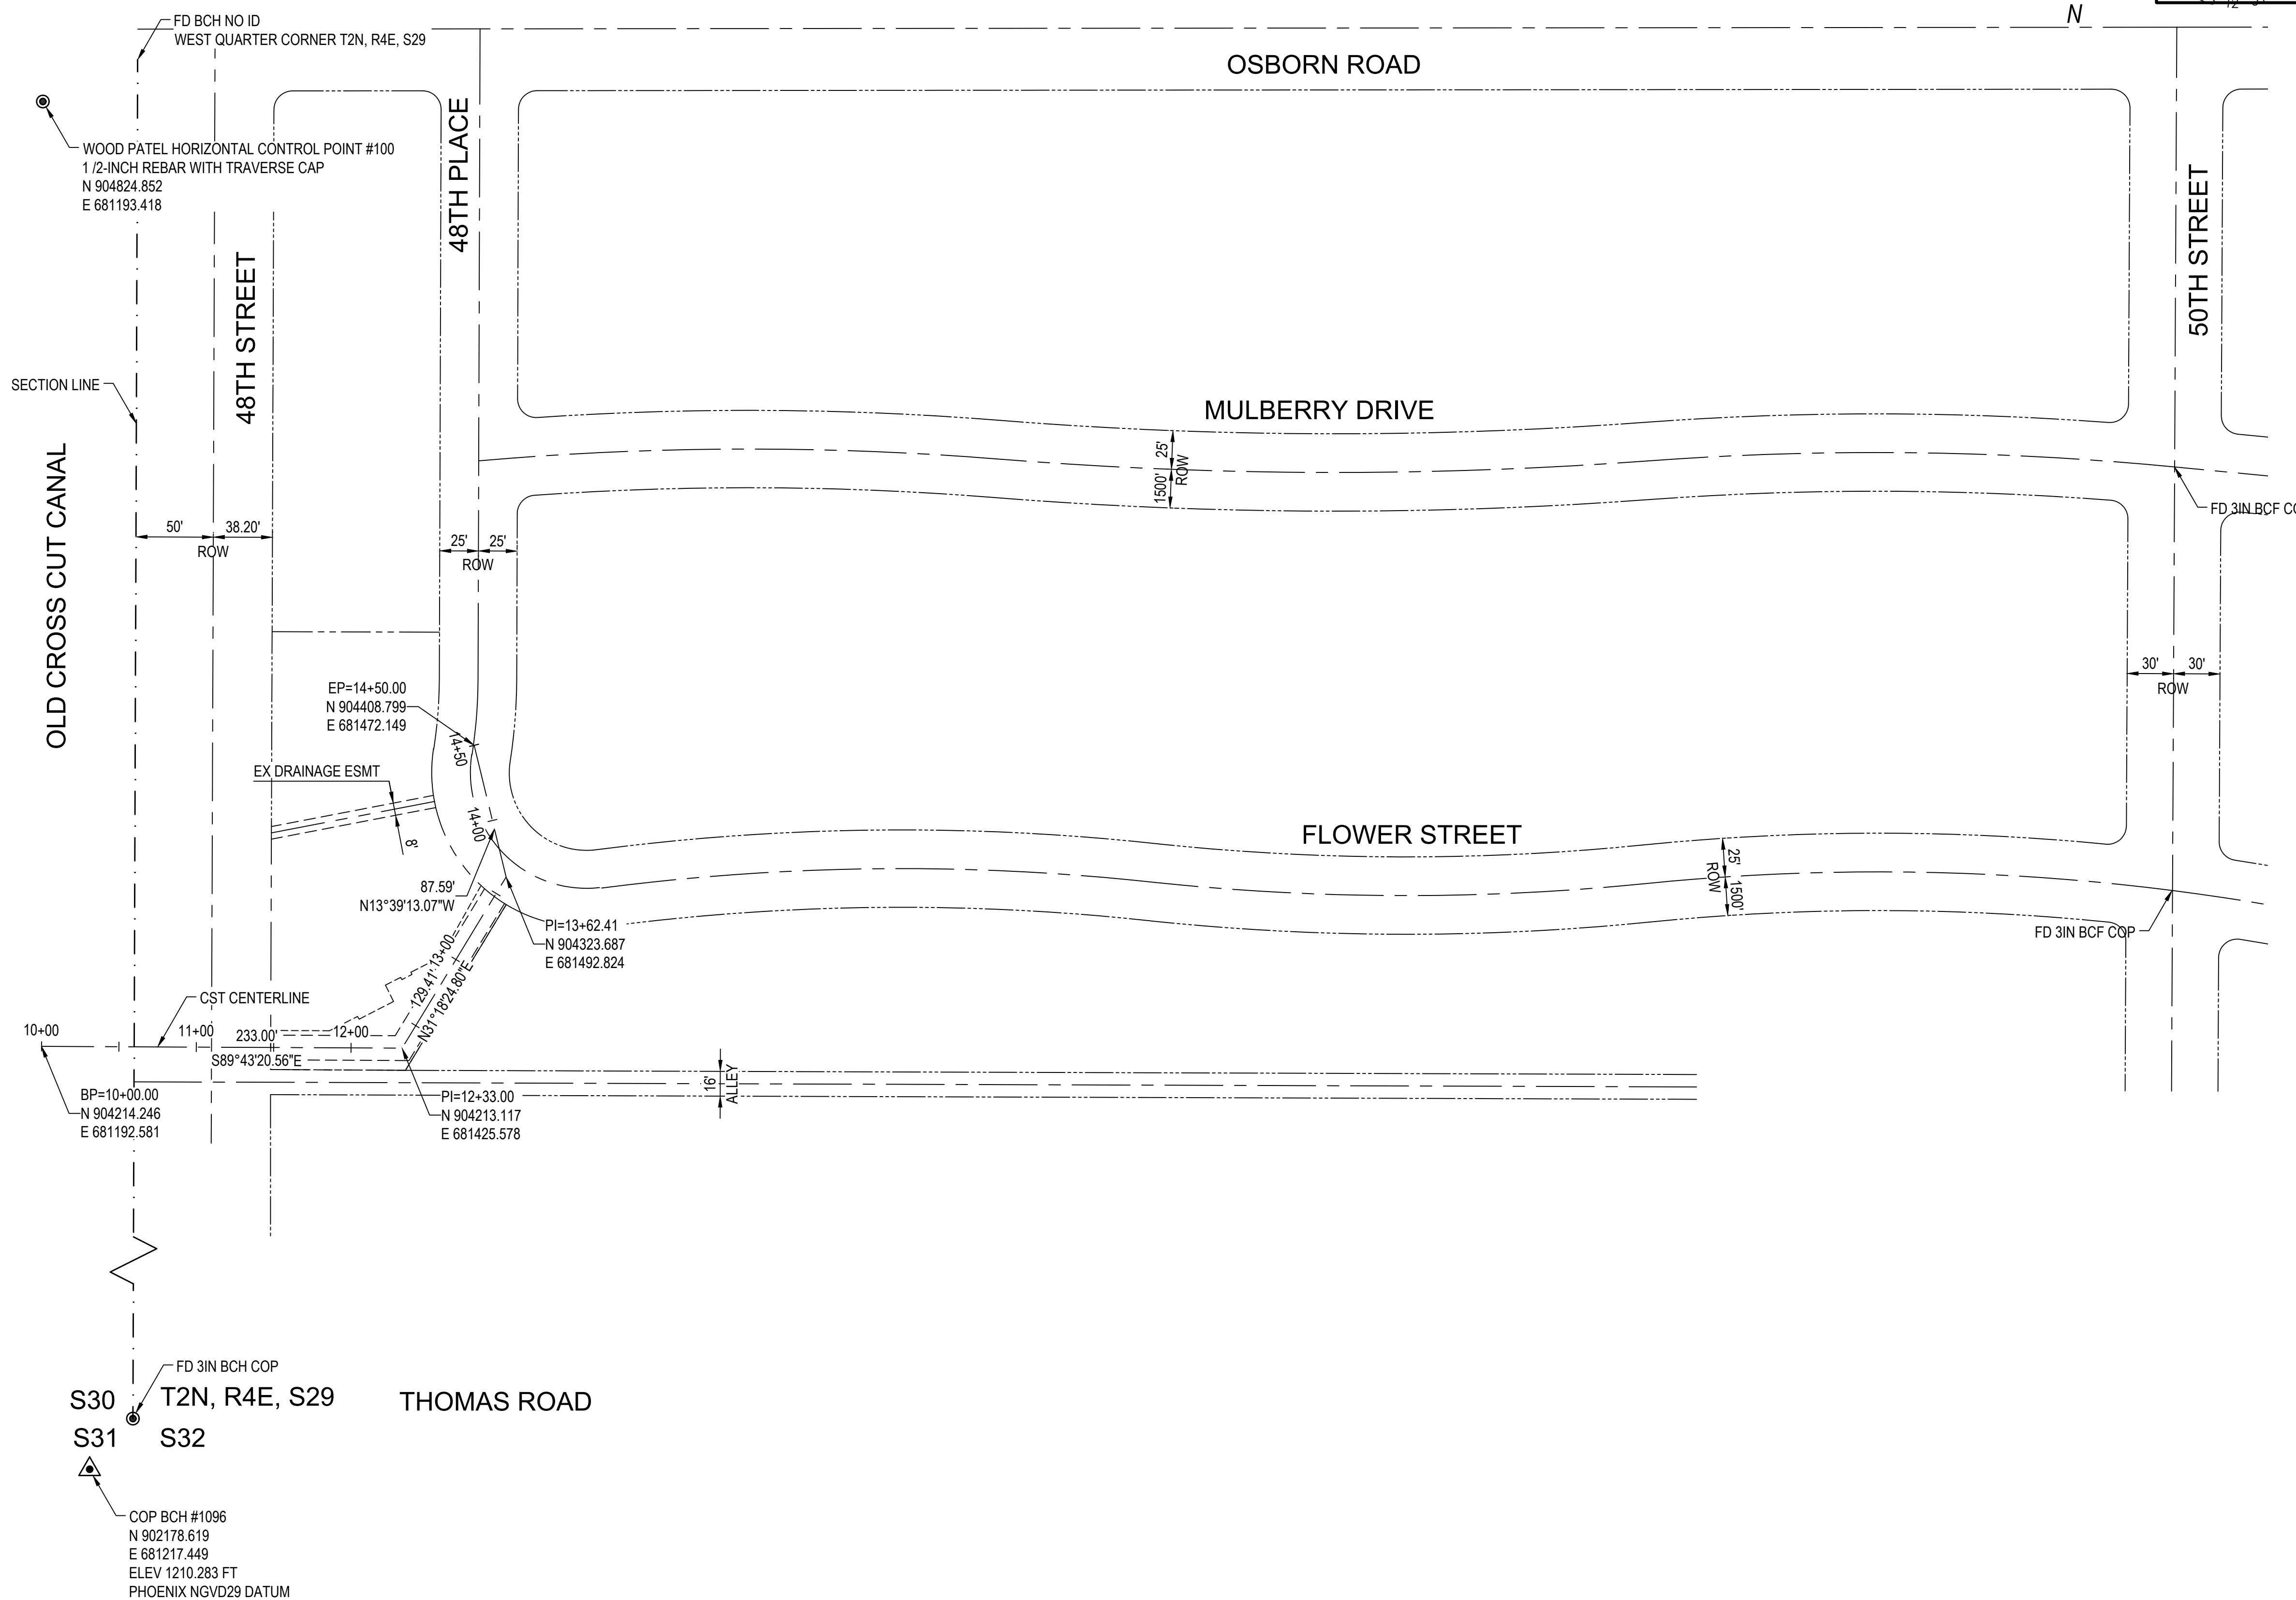 FD BCH NO ID
WEST QUARTER CORNER T2N, R4E, S29
N
OSBORN ROAD
WOOD PATEL HORIZONTAL CONTROL POINT #100
1 /2-INCH REBAR WITH TRAVERSE CAP
N 904824.852
E 681193.418
48TH PLACE
48TH STREET
50TH STREET
SECTION LINE
OLD CROSS CUT CANAL
MULBERRY DRIVE
25'
1500'
ROW
FD 3IN BCF
50'
38.20'
ROW
25'
25'
ROW
30'
30'
ROW
EP=14+50.00
N 904408.799
E 681472.149
14+50
EX DRAINAGE ESMT
8'
14+00
FLOWER STREET
25'
1500'
ROW
87.59'
N13°39'13.07"W
PI=13+62.41
N 904323.687
E 681492.824
FD 3IN BCF COP
13+00
129.41'
N31°18'24.80"E
CST CENTERLINE
10+00
11+00
233.00'
12+00
S89°43'20.56"E
BP=10+00.00
N 904214.246
E 681192.581
PI=12+33.00
N 904213.117
E 681425.578
16'
ALLEY
FD 3IN BCH COP
S30
T2N, R4E, S29
THOMAS ROAD
S31
S32
COP BCH #1096
N 902178.619
E 681217.449
ELEV 1210.283 FT
PHOENIX NGVD29 DATUM